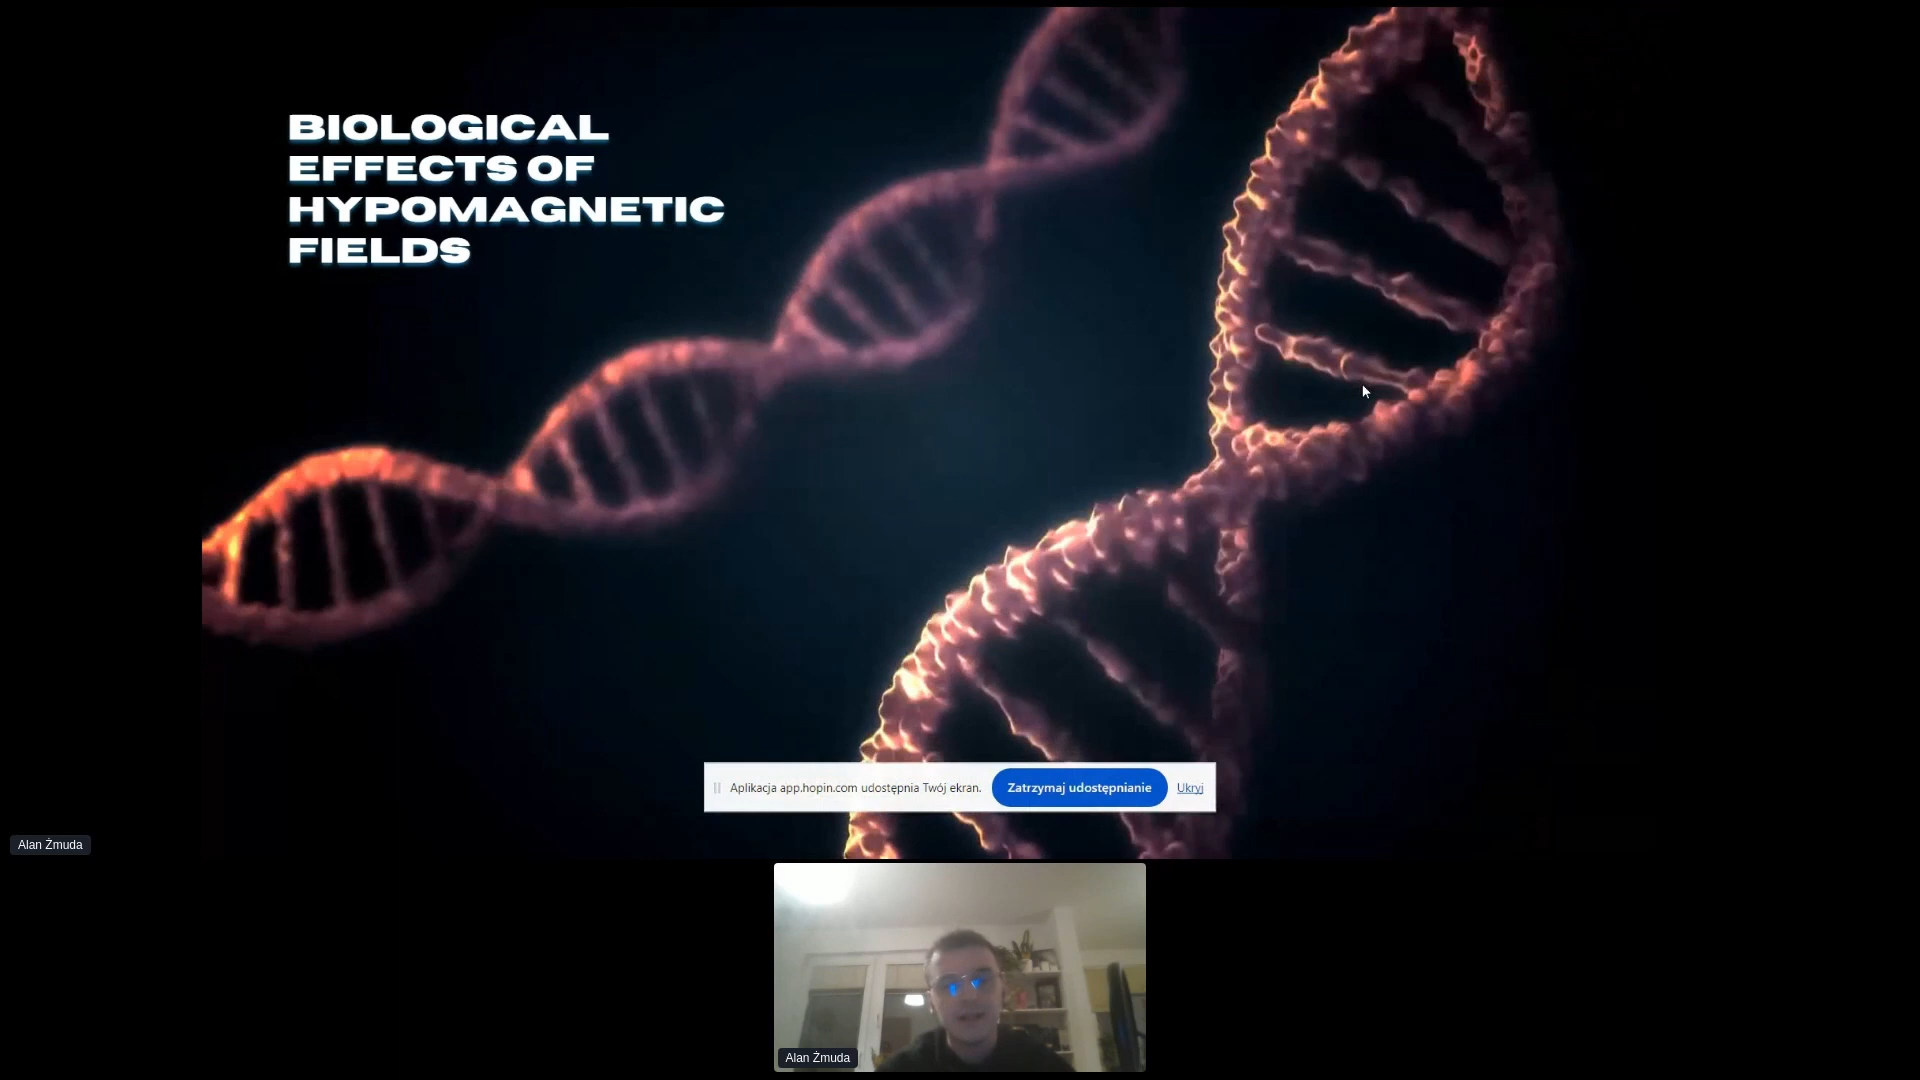 BIOLOGICAL
EFFECTS OF
HYPOMAGNETIC
FIELDS
Aplikacja app.hopin.com udostępnia Twój ekran. Zatrzymaj udostępnianie Ukryj
Alan Żmuda
Alan Żmuda